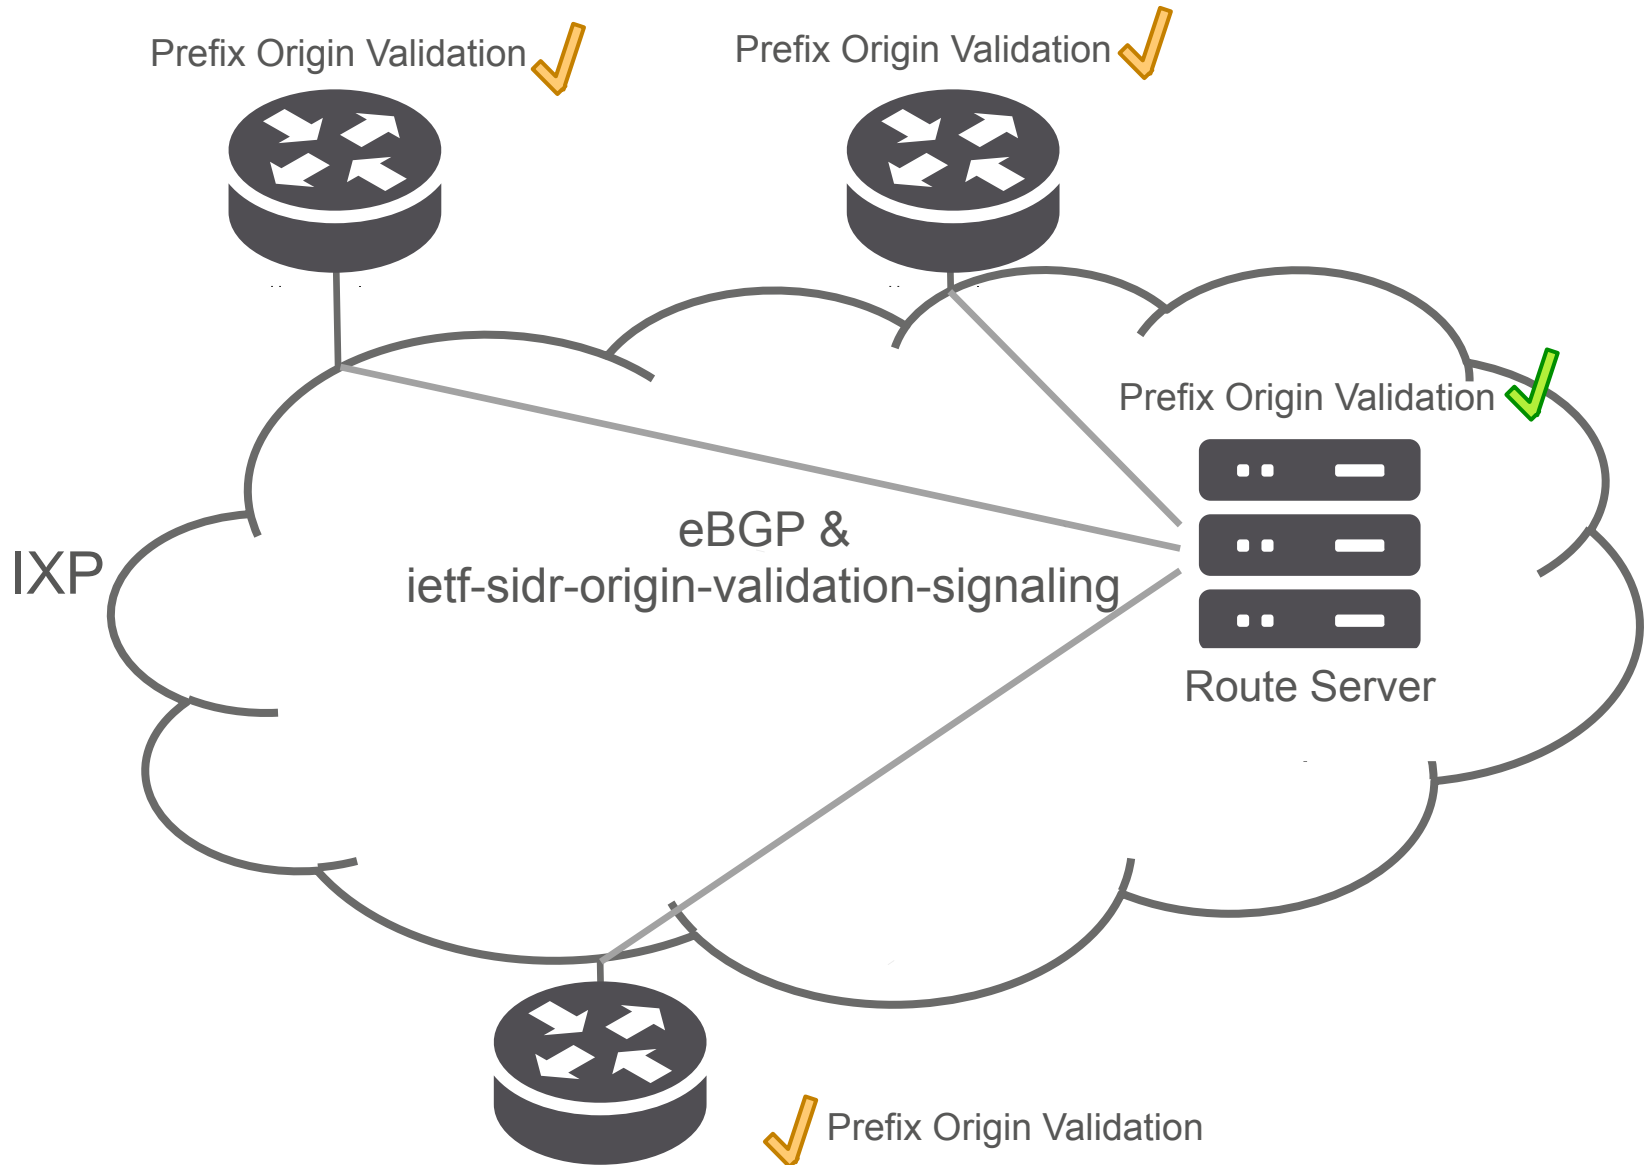 Prefix Origin Validation
Prefix Origin Validation
Prefix Origin Validation
eBGP &
ietf-sidr-origin-validation-signaling
IXP
Route Server
Prefix Origin Validation